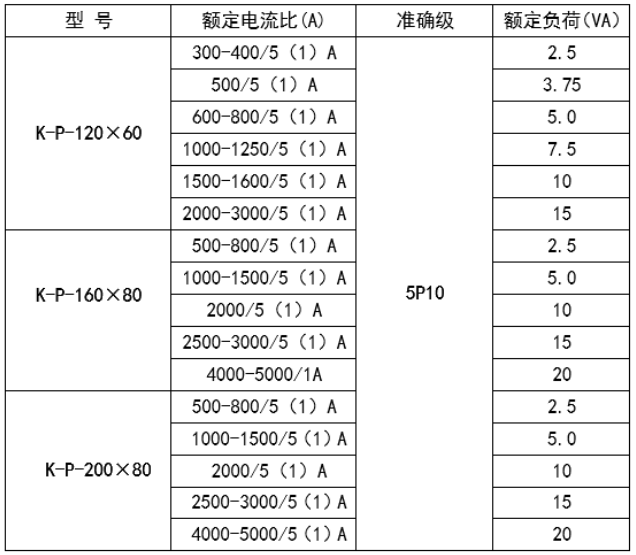 型 号 额定电流比(A) 准确级 额定负荷(VA)
K-P-120×60 300-400/5（1）A 5P10 2.5
500/5（1）A 3.75
600-800/5（1）A 5.0
1000-1250/5（1）A 7.5
1500-1600/5（1）A 10
2000-3000/5（1）A 15
K-P-160×80 500-800/5（1）A 2.5
1000-1500/5（1）A 5.0
2000/5（1）A 10
2500-3000/5（1）A 15
4000-5000/1A 20
K-P-200×80 500-800/5（1）A 2.5
1000-1500/5(1)A 5.0
2000/5（1）A 10
2500-3000/5(1)A 15
4000-5000/5(1)A 20